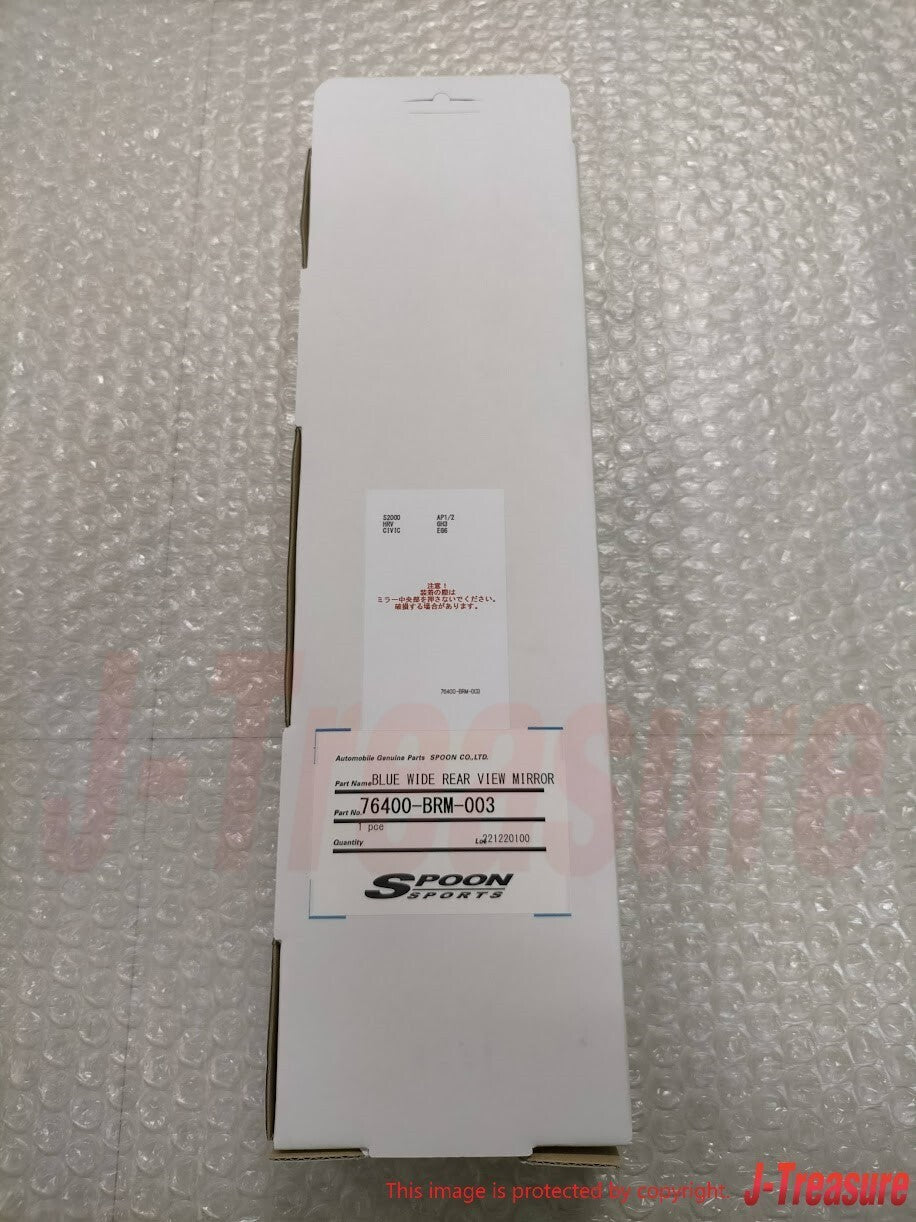 S2000 AP1/2
HRV GH3
CIVIC EG6
注意！
装着の際は
ミラー中央部を押さないでください。
破損する場合があります。
76400-BRM-003
Automobile Genuine Parts SPOON CO.,LTD.
Part Name BLUE WIDE REAR VIEW MIRROR
Part No. 76400-BRM-003
1 pce
Quantity Lot 221220100
SPOON
SPORTS
J-Treasure
This image is protected by copyright. J-Treasure